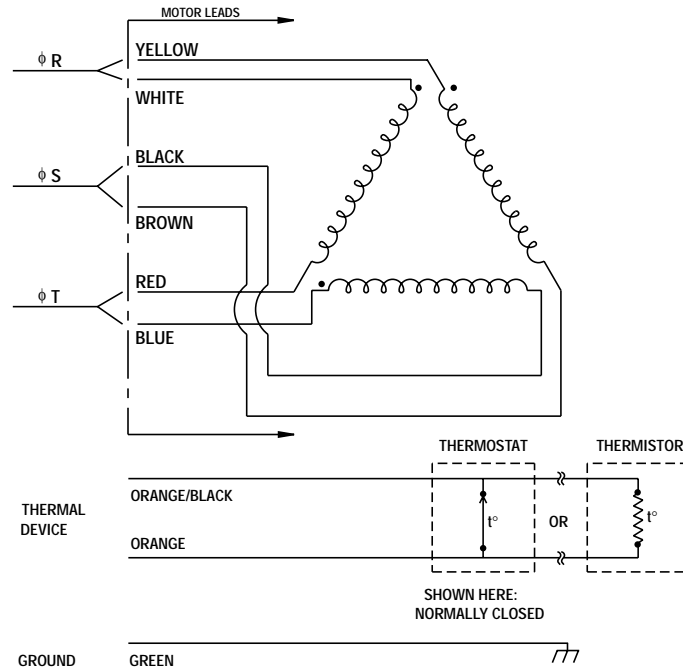 MOTOR LEADS
ϕ R
YELLOW
WHITE
ϕ S
BLACK
BROWN
ϕ T
RED
BLUE
THERMOSTAT
THERMISTOR
THERMAL
DEVICE
ORANGE/BLACK
t°
OR
t°
ORANGE
SHOWN HERE:
NORMALLY CLOSED
GROUND
GREEN